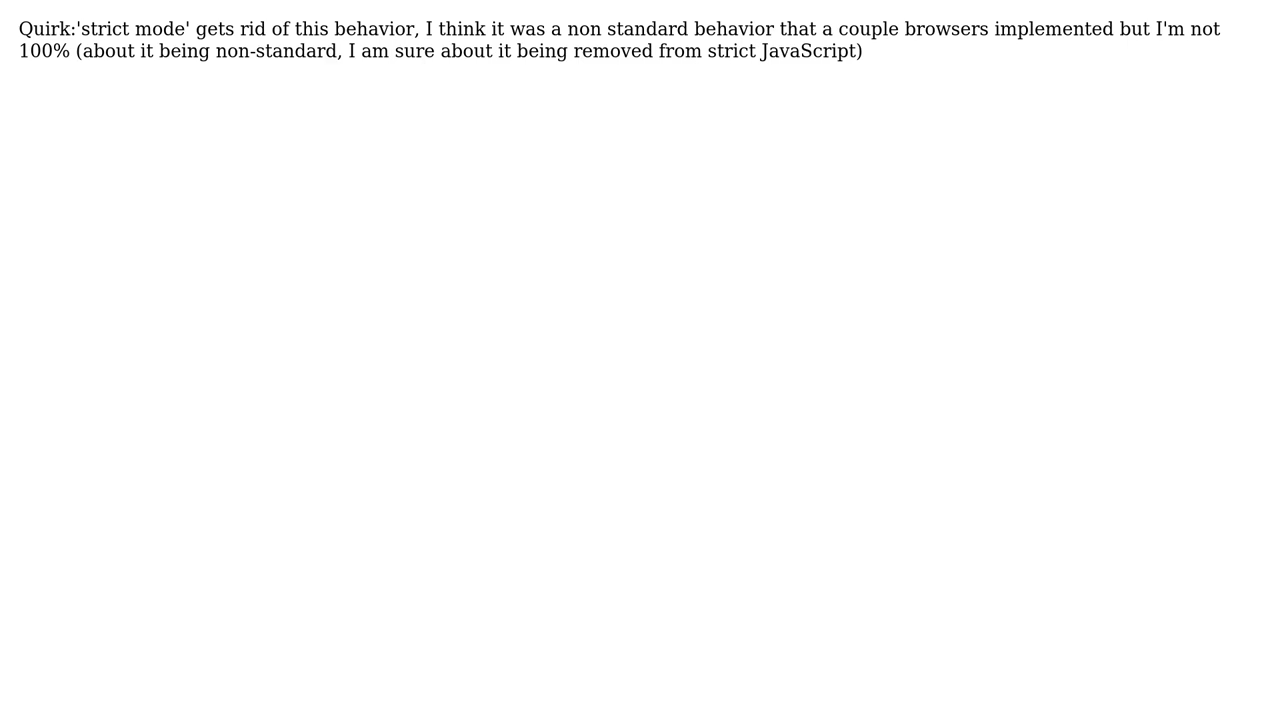 Quirk:'strict mode' gets rid of this behavior, I think it was a non standard behavior that a couple browsers implemented but I'm not
100% (about it being non-standard, I am sure about it being removed from strict JavaScript)